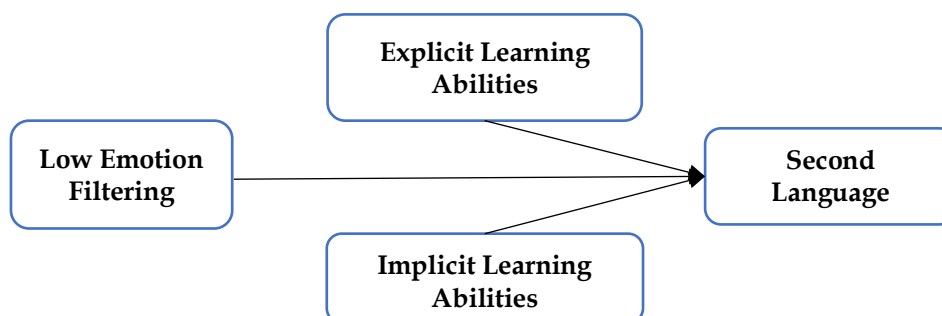 Explicit Learning
Abilities
Low Emotion
Filtering
Second
Language
Implicit Learning
Abilities